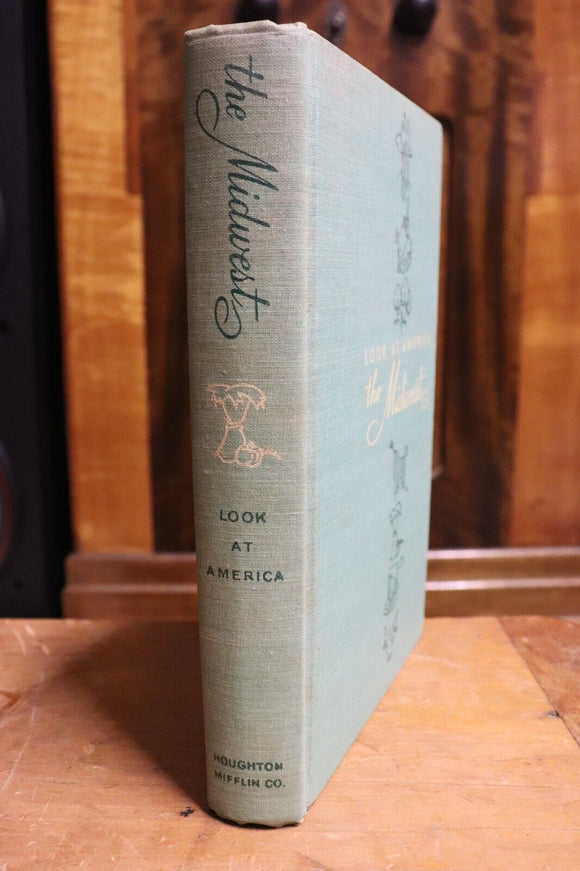 the Midwest
LOOK
AT
AMERICA
HOUGHTON
MIFFLIN CO.
LOOK AT AMERICA
the Midwest